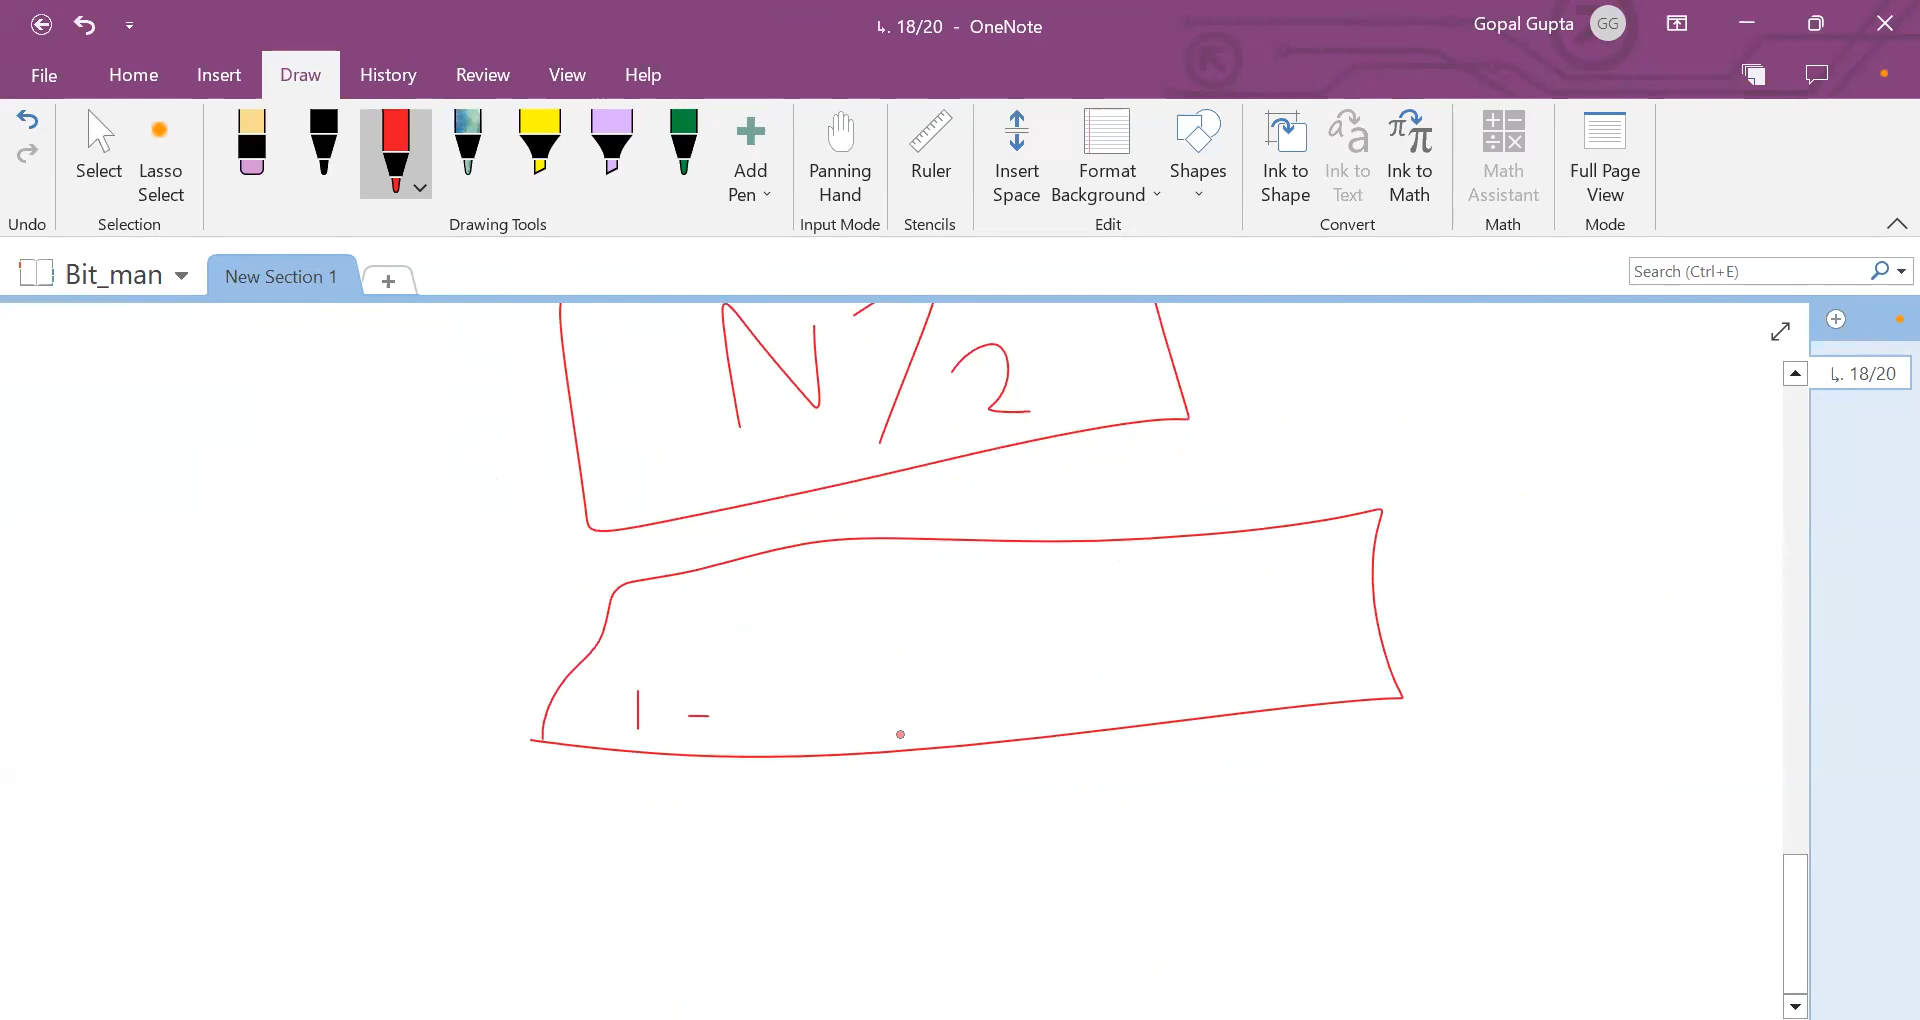 18/20 - OneNote
Gopal Gupta GG
File Home Insert Draw History Review View Help
Select
Lasso Select
Add Pen
Panning Hand
Ruler
Insert Space
Format Background
Shapes
Ink to Shape
Ink to Text
Ink to Math
Math Assistant
Full Page View
Undo Selection Drawing Tools Input Mode Stencils Edit Convert Math Mode
Bit_man New Section 1 +
Search (Ctrl+E)
18/20
N / 2
1 -